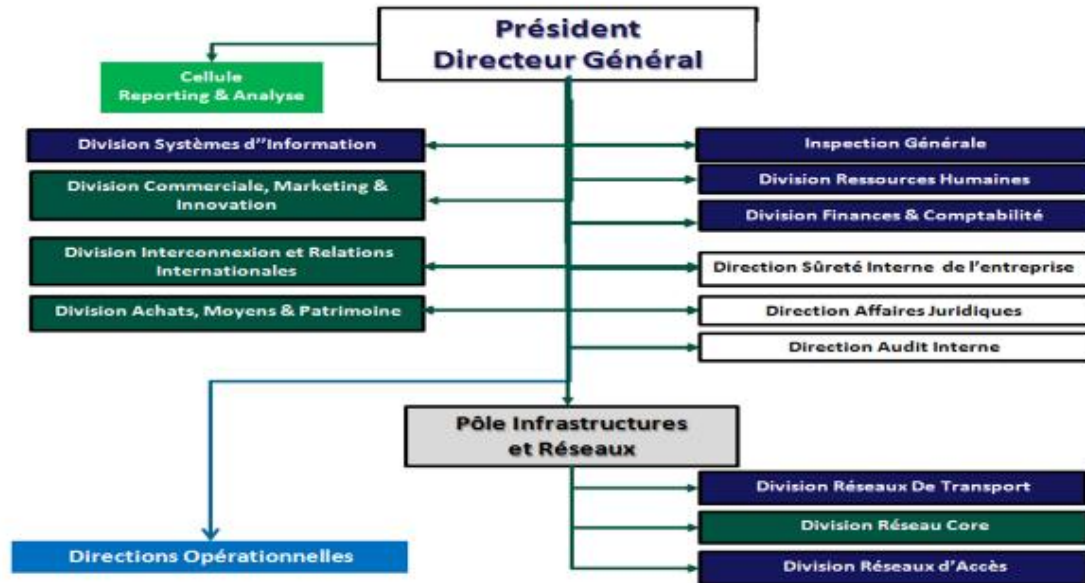 Président
Directeur Général
Cellule
Reporting & Analyse
Division Systèmes d''Information
Inspection Générale
Division Commerciale, Marketing &
Innovation
Division Ressources Humaines
Division Finances & Comptabilité
Division Interconnexion et Relations
Internationales
Direction Sûreté Interne de l'entreprise
Division Achats, Moyens & Patrimoine
Direction Affaires Juridiques
Direction Audit Interne
Pôle Infrastructures
et Réseaux
Division Réseaux De Transport
Division Réseau Core
Directions Opérationnelles
Division Réseaux d'Accès